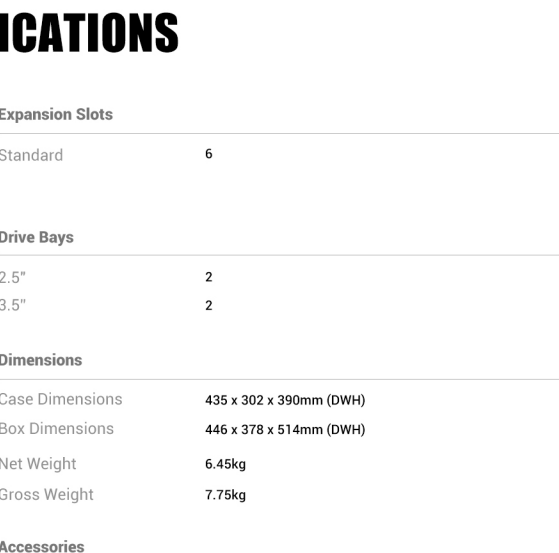 ICATIONS
Expansion Slots
Standard 6
Drive Bays
2.5" 2
3.5" 2
Dimensions
Case Dimensions 435 x 302 x 390mm (DWH)
Box Dimensions 446 x 378 x 514mm (DWH)
Net Weight 6.45kg
Gross Weight 7.75kg
Accessories